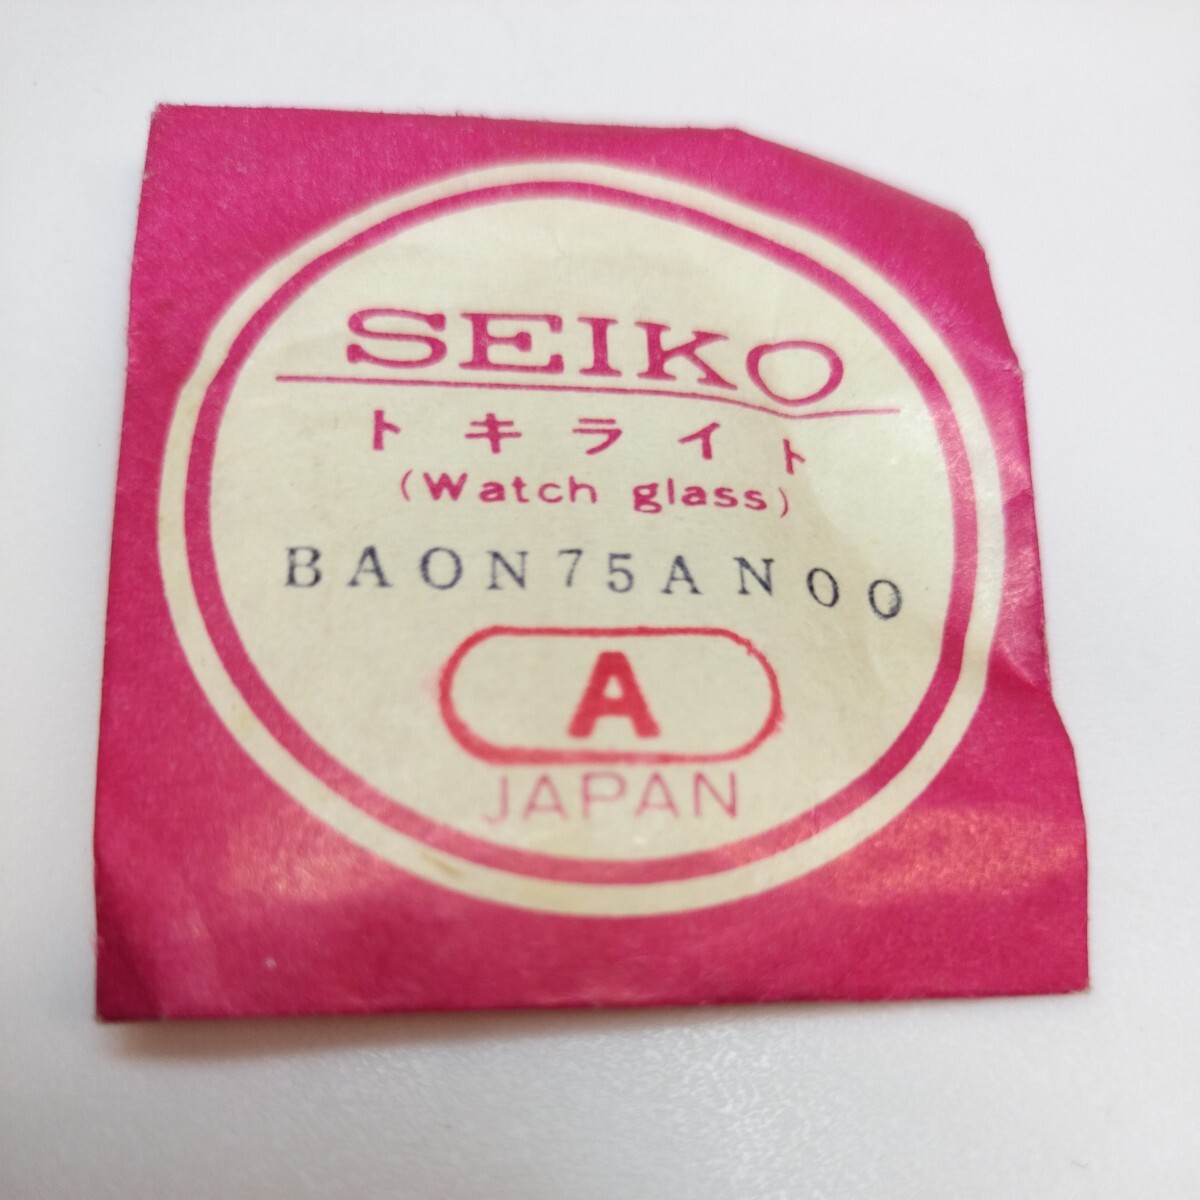 SEIKO
トキライト
(Watch glass)
BAON75AN00
A
JAPAN